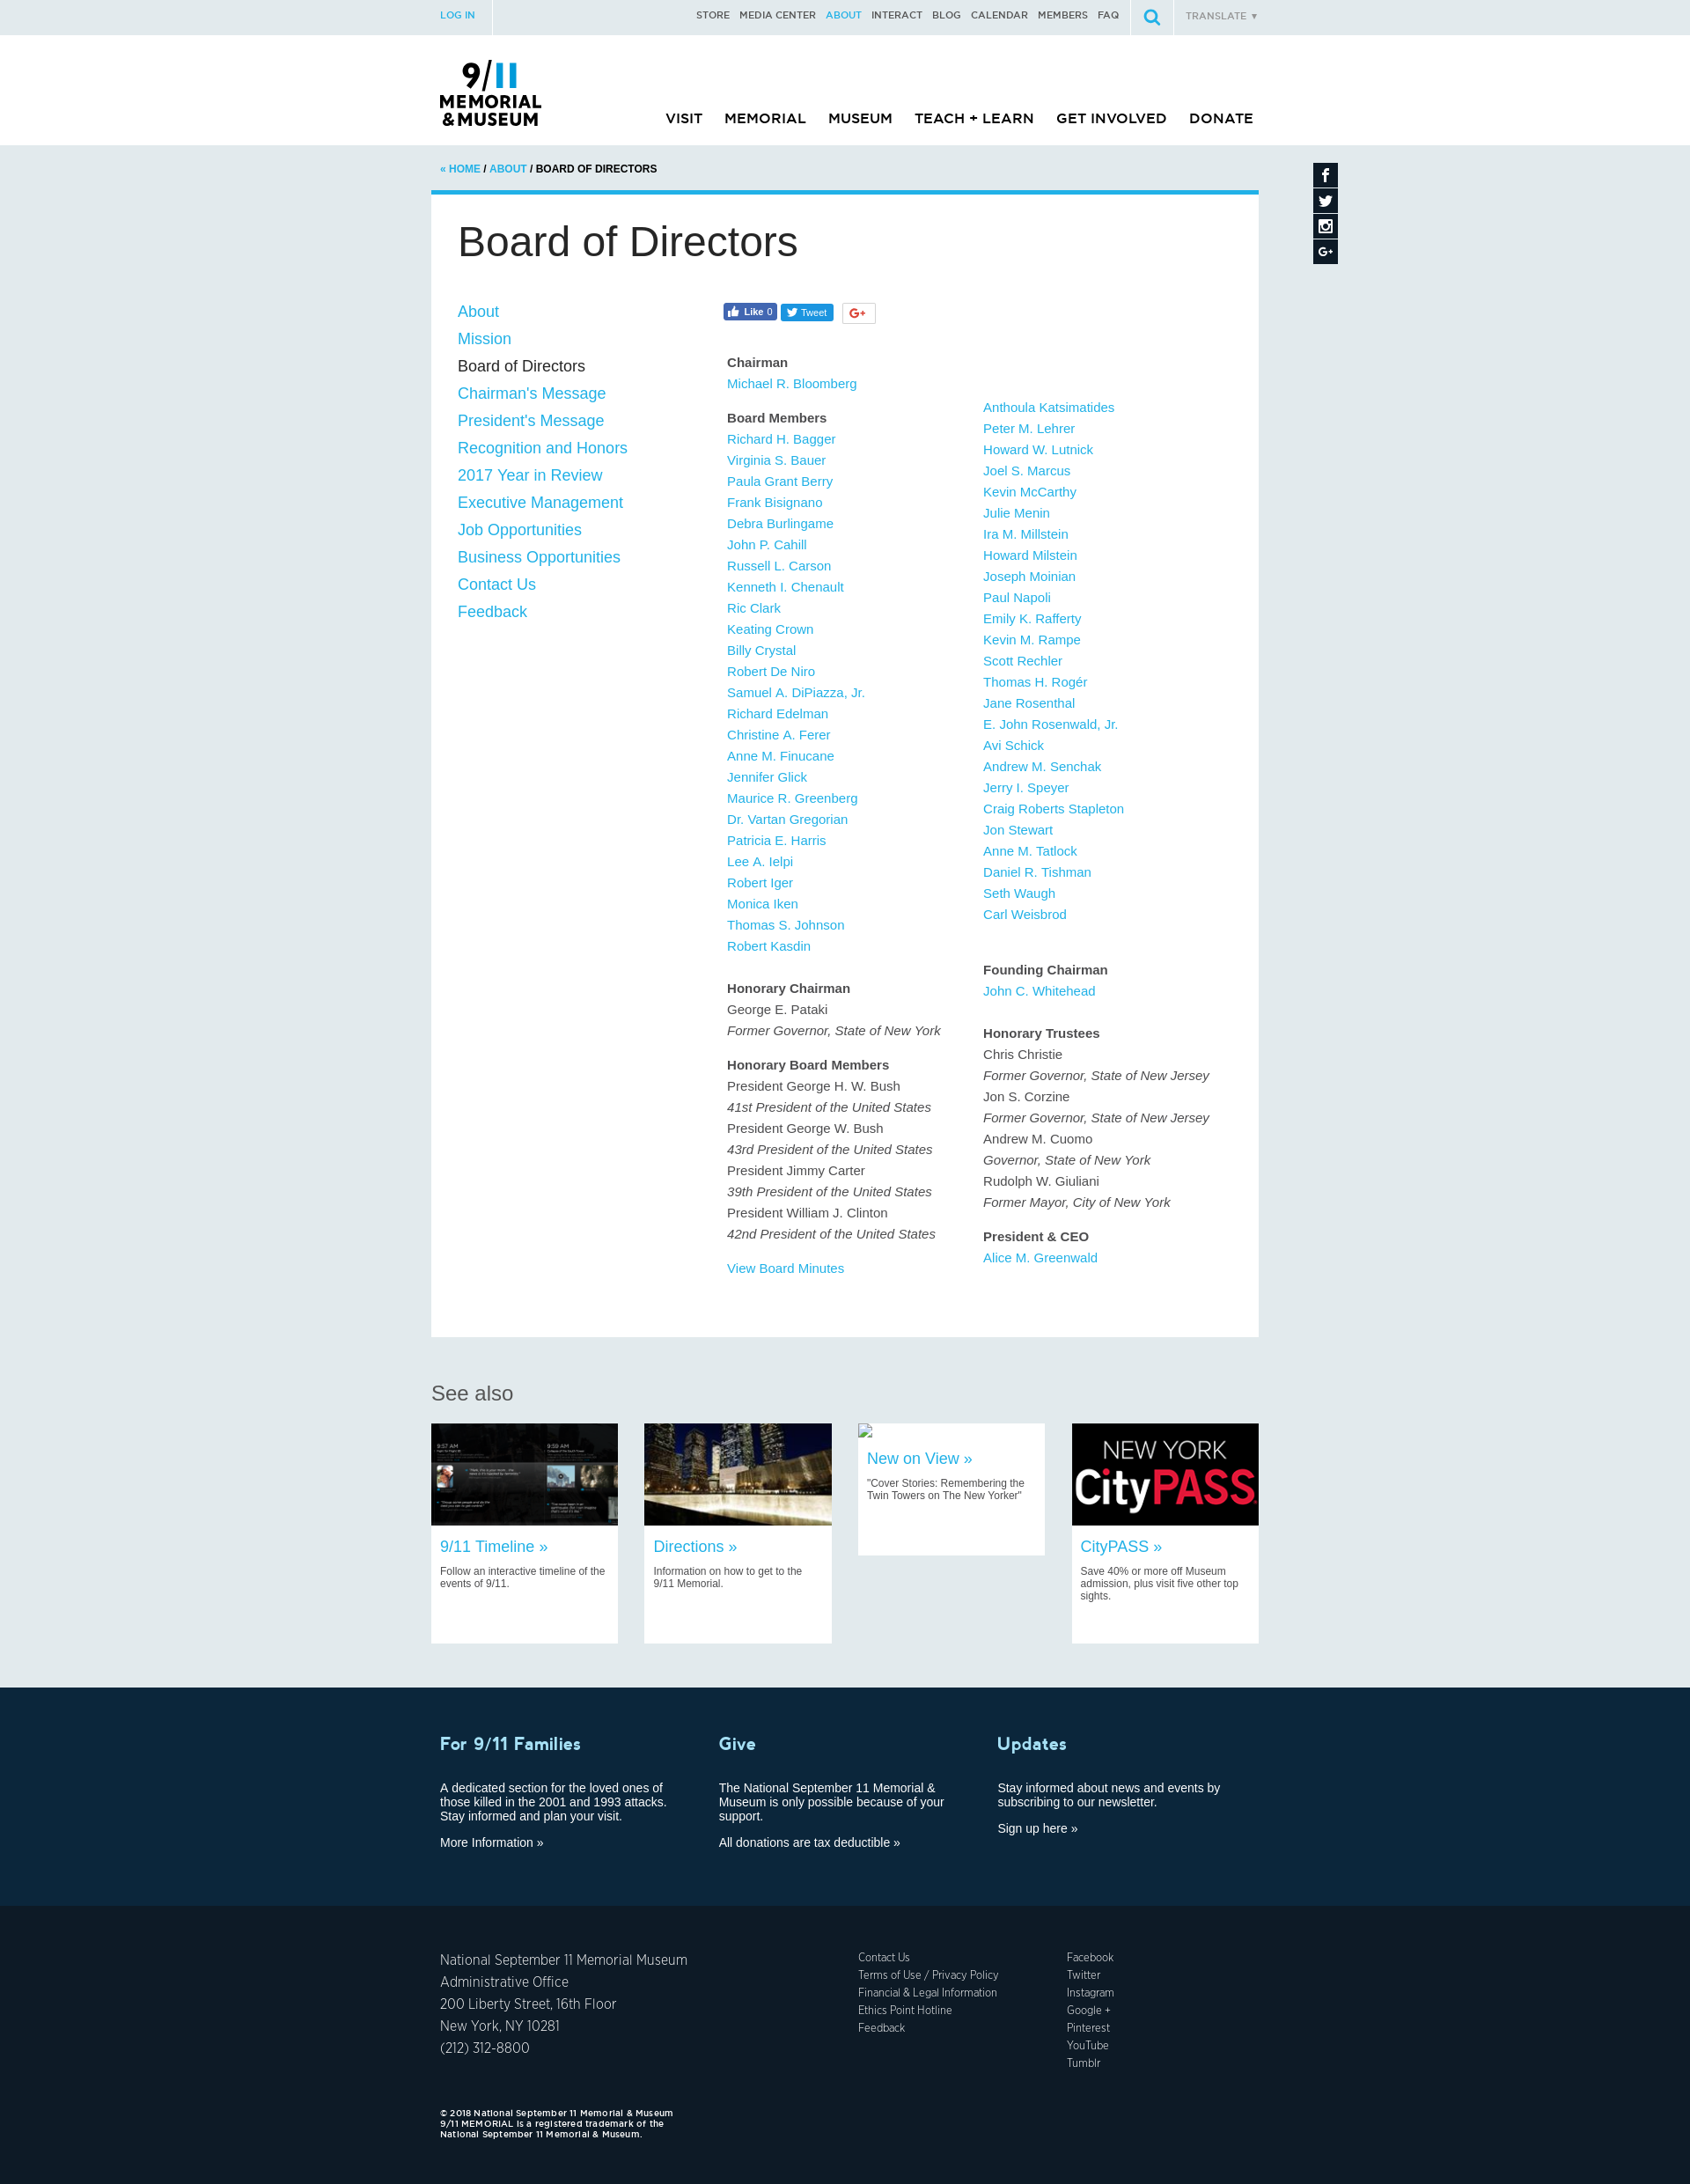 LOG IN
STORE MEDIA CENTER ABOUT INTERACT BLOG CALENDAR MEMBERS FAQ
TRANSLATE ▼
9/11
MEMORIAL
&MUSEUM
VISIT MEMORIAL MUSEUM TEACH + LEARN GET INVOLVED DONATE
« HOME / ABOUT / BOARD OF DIRECTORS
Board of Directors
About
Mission
Board of Directors
Chairman's Message
President's Message
Recognition and Honors
2017 Year in Review
Executive Management
Job Opportunities
Business Opportunities
Contact Us
Feedback
Like 0
Tweet
G+
Chairman
Michael R. Bloomberg
Board Members
Richard H. Bagger
Virginia S. Bauer
Paula Grant Berry
Frank Bisignano
Debra Burlingame
John P. Cahill
Russell L. Carson
Kenneth I. Chenault
Ric Clark
Keating Crown
Billy Crystal
Robert De Niro
Samuel A. DiPiazza, Jr.
Richard Edelman
Christine A. Ferer
Anne M. Finucane
Jennifer Glick
Maurice R. Greenberg
Dr. Vartan Gregorian
Patricia E. Harris
Lee A. Ielpi
Robert Iger
Monica Iken
Thomas S. Johnson
Robert Kasdin
Honorary Chairman
George E. Pataki
Former Governor, State of New York
Honorary Board Members
President George H. W. Bush
41st President of the United States
President George W. Bush
43rd President of the United States
President Jimmy Carter
39th President of the United States
President William J. Clinton
42nd President of the United States
View Board Minutes
Anthoula Katsimatides
Peter M. Lehrer
Howard W. Lutnick
Joel S. Marcus
Kevin McCarthy
Julie Menin
Ira M. Millstein
Howard Milstein
Joseph Moinian
Paul Napoli
Emily K. Rafferty
Kevin M. Rampe
Scott Rechler
Thomas H. Rogér
Jane Rosenthal
E. John Rosenwald, Jr.
Avi Schick
Andrew M. Senchak
Jerry I. Speyer
Craig Roberts Stapleton
Jon Stewart
Anne M. Tatlock
Daniel R. Tishman
Seth Waugh
Carl Weisbrod
Founding Chairman
John C. Whitehead
Honorary Trustees
Chris Christie
Former Governor, State of New Jersey
Jon S. Corzine
Former Governor, State of New Jersey
Andrew M. Cuomo
Governor, State of New York
Rudolph W. Giuliani
Former Mayor, City of New York
President & CEO
Alice M. Greenwald
See also
9:57 AM
9:59 AM
9/11 Timeline »
Follow an interactive timeline of the
events of 9/11.
Directions »
Information on how to get to the
9/11 Memorial.
New on View »
"Cover Stories: Remembering the
Twin Towers on The New Yorker"
NEW YORK
CityPASS
CityPASS »
Save 40% or more off Museum
admission, plus visit five other top
sights.
For 9/11 Families
A dedicated section for the loved ones of
those killed in the 2001 and 1993 attacks.
Stay informed and plan your visit.
More Information »
Give
The National September 11 Memorial &
Museum is only possible because of your
support.
All donations are tax deductible »
Updates
Stay informed about news and events by
subscribing to our newsletter.
Sign up here »
National September 11 Memorial Museum
Administrative Office
200 Liberty Street, 16th Floor
New York, NY 10281
(212) 312-8800
Contact Us
Terms of Use / Privacy Policy
Financial & Legal Information
Ethics Point Hotline
Feedback
Facebook
Twitter
Instagram
Google +
Pinterest
YouTube
Tumblr
© 2018 National September 11 Memorial & Museum
9/11 MEMORIAL is a registered trademark of the
National September 11 Memorial & Museum.